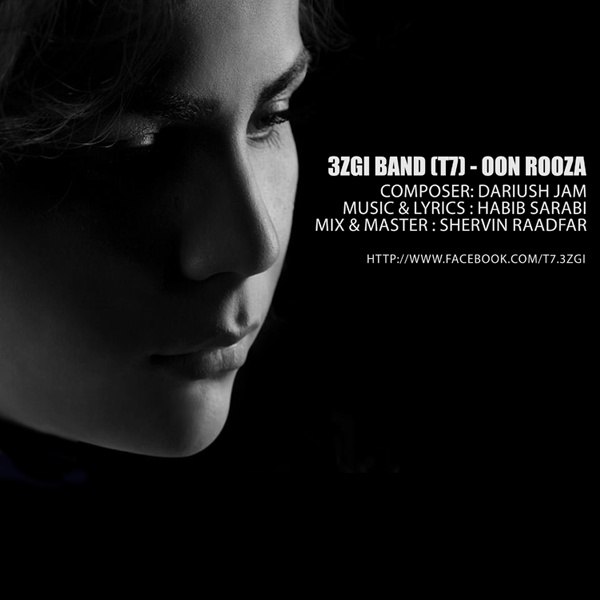 3ZGI BAND (T7) - OON ROOZA
COMPOSER: DARIUSH JAM
MUSIC & LYRICS : HABIB SARABI
MIX & MASTER : SHERVIN RAADFAR
HTTP://WWW.FACEBOOK.COM/T7.3ZGI